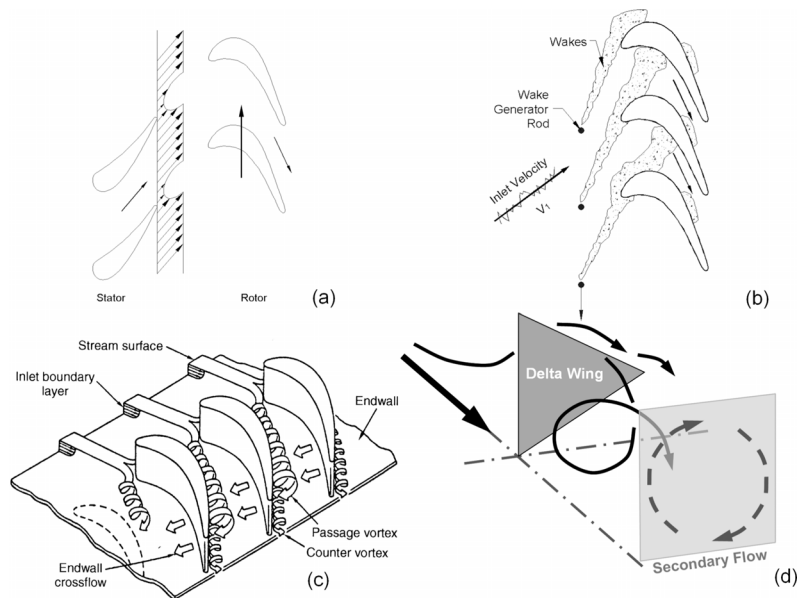 Stator
Rotor
(a)
Wakes
Wake
Generator
Rod
Inlet Velocity
V1
(b)
Stream surface
Inlet boundary
layer
Endwall
Passage vortex
Counter vortex
Endwall
crossflow
(c)
Delta Wing
Secondary Flow
(d)